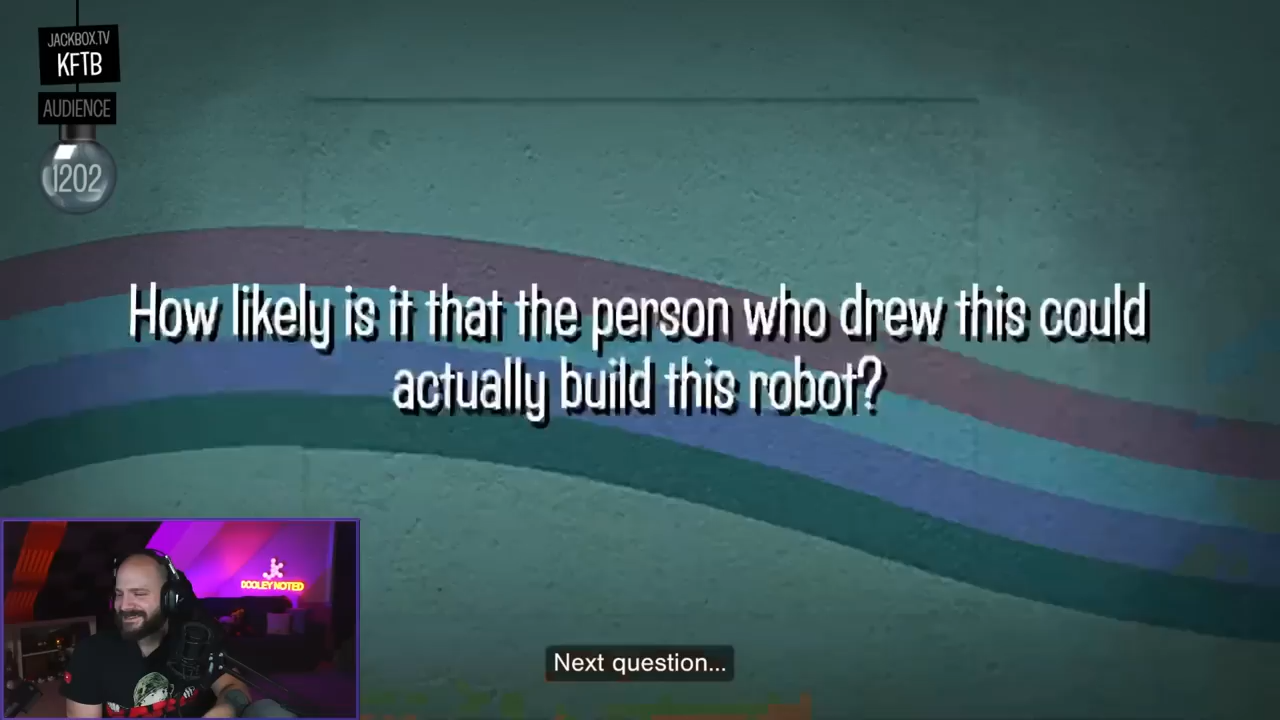 JACKBOX.TV
KFTB
AUDIENCE
1202
How likely is it that the person who drew this could
actually build this robot?
DOOLEY NOTED
Next question...